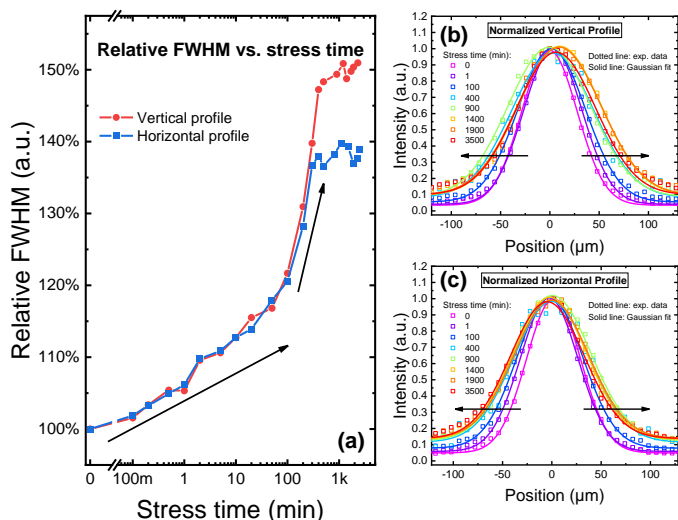 Relative FWHM vs. stress time
Vertical profile
Horizontal profile
Relative FWHM (a.u.)
150%
140%
130%
120%
110%
100%
0 100m 1 10 100 1k
Stress time (min)
(a)
(b)
Normalized Vertical Profile
Stress time (min):
0
1
100
400
900
1400
1900
3500
Dotted line: exp. data
Solid line: Gaussian fit
Intensity (a.u.)
1.2
1.1
1.0
0.9
0.8
0.7
0.6
0.5
0.4
0.3
0.2
0.1
0.0
-100 -50 0 50 100
Position (µm)
(c)
Normalized Horizontal Profile
Stress time (min):
0
1
100
400
900
1400
1900
3500
Dotted line: exp. data
Solid line: Gaussian fit
Intensity (a.u.)
1.2
1.1
1.0
0.9
0.8
0.7
0.6
0.5
0.4
0.3
0.2
0.1
0.0
-100 -50 0 50 100
Position (µm)